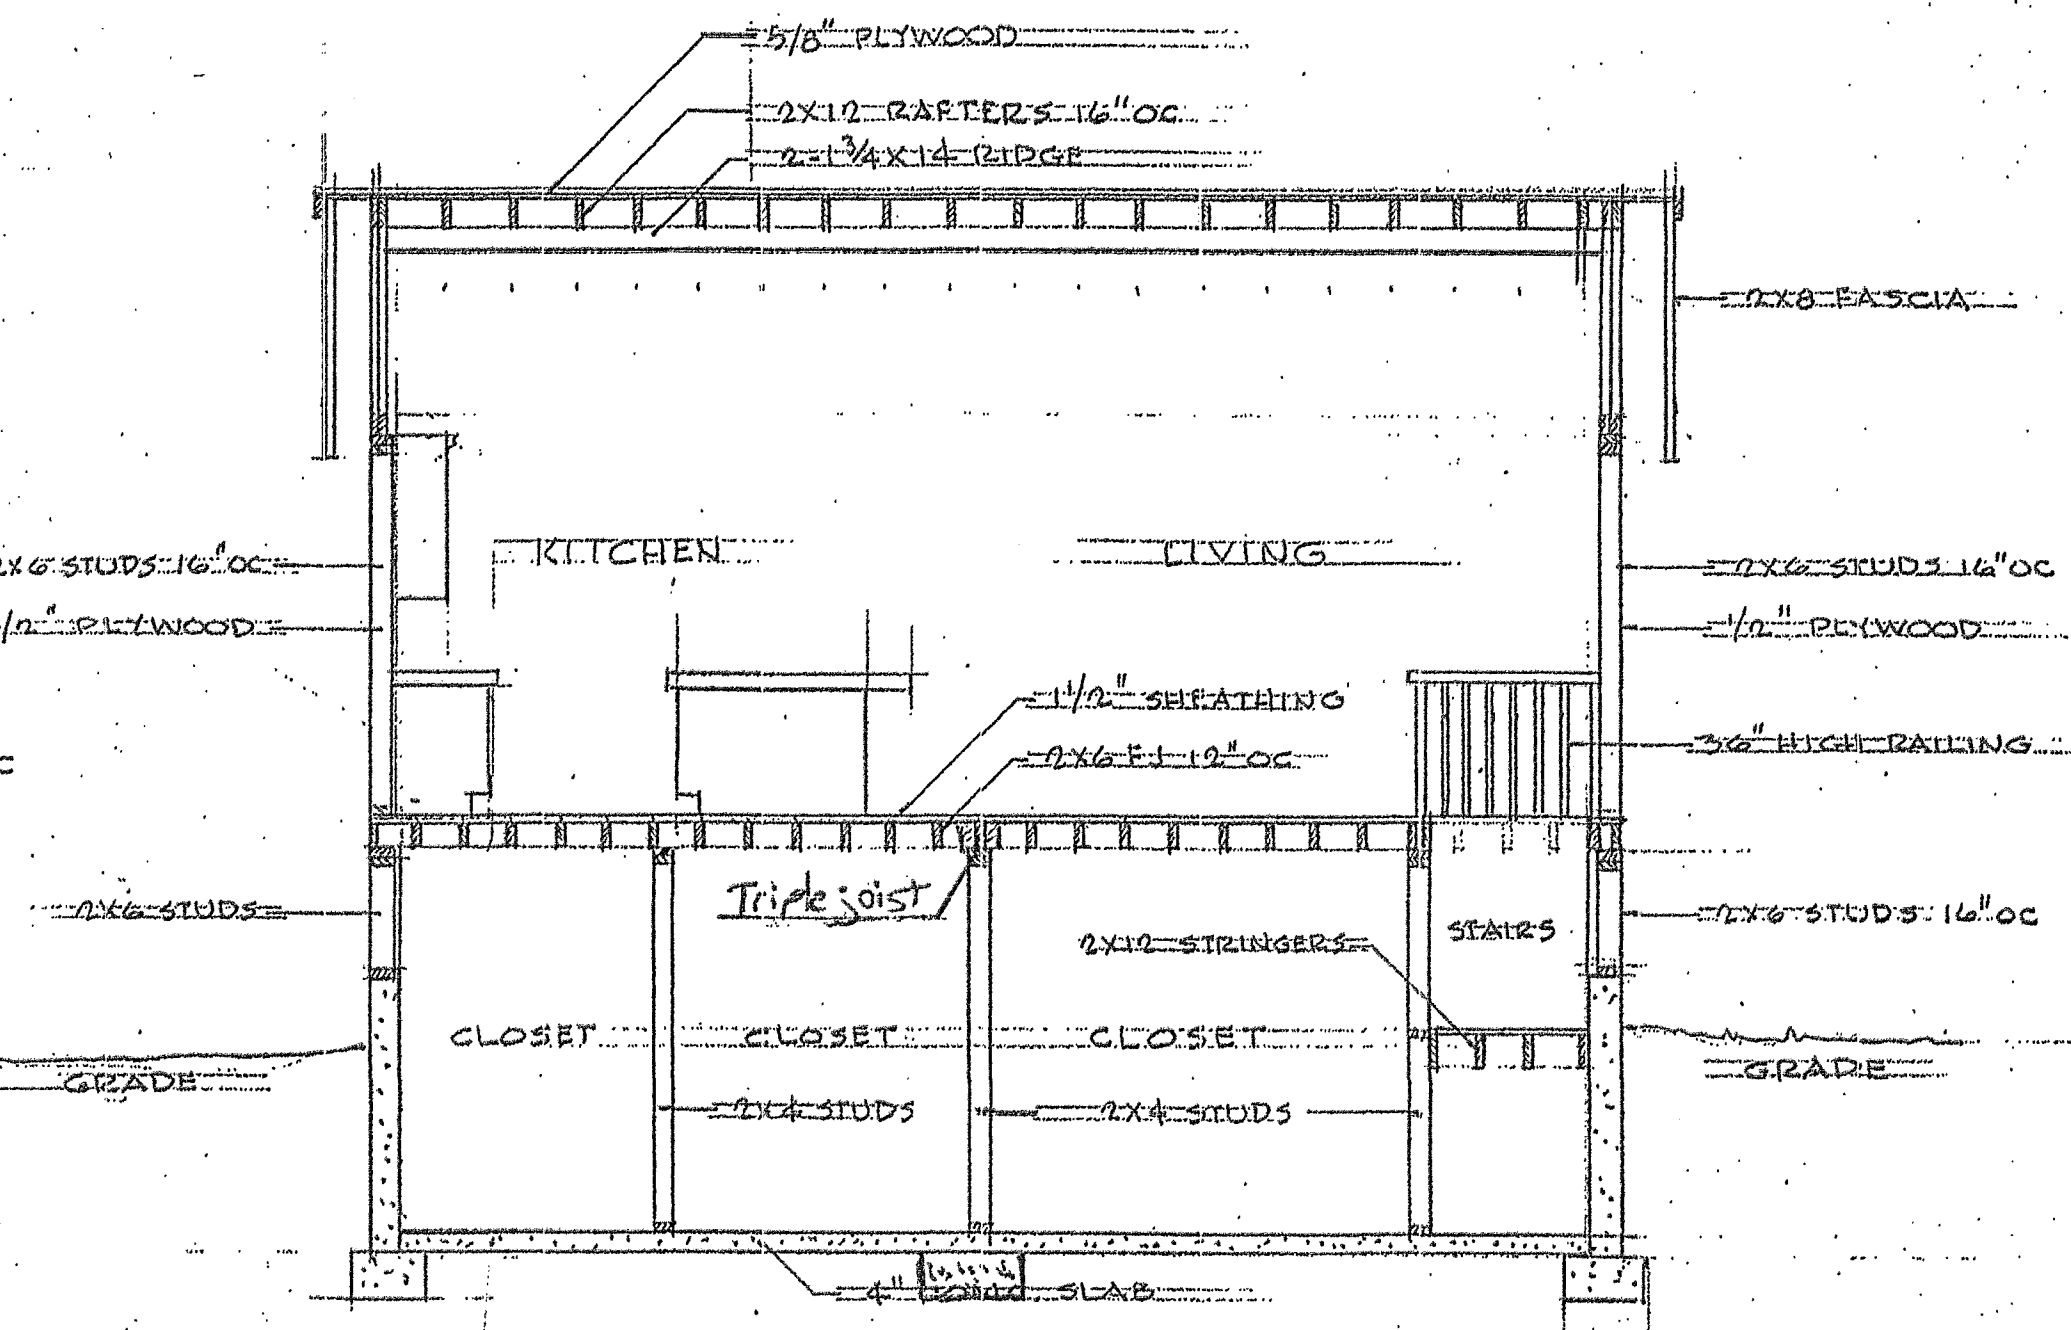 5/8" PLYWOOD
2X12 RAFTERS 16" OC
2-1 3/4 X 14 RIDGE
2X8 FASCIA
KITCHEN
LIVING
2X6 STUDS 16" OC
2X6 STUDS 16" OC
1/2" PLYWOOD
1/2" PLYWOOD
1 1/2" SHEATHING
36" HIGH RAILING
2X6 FJ 12" OC
C
Triple joist
2X6 STUDS
2X6 STUDS 16" OC
STAIRS
2X12 STRINGERS
CLOSET
CLOSET
CLOSET
GRADE
GRADE
2X4 STUDS
2X4 STUDS
4" SLAB